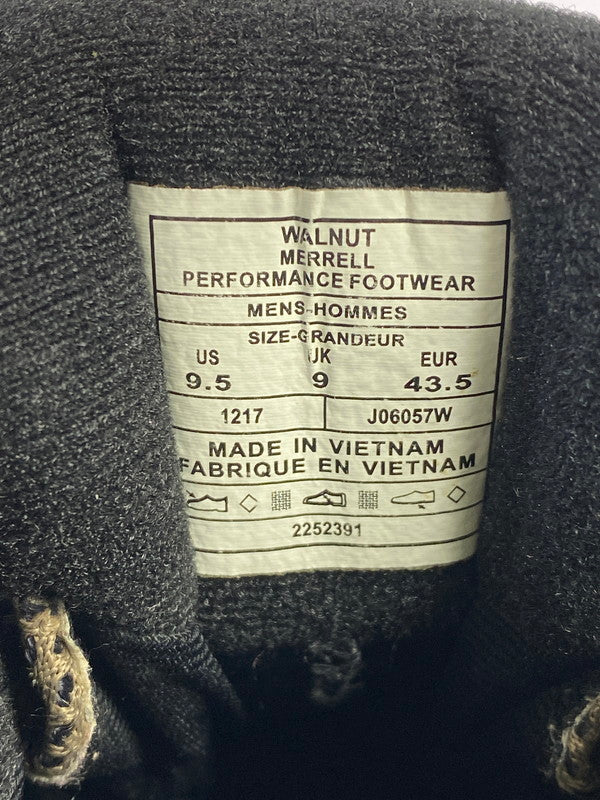 WALNUT
MERRELL
PERFORMANCE FOOTWEAR
MENS-HOMMES
SIZE-GRANDEUR
US UK EUR
9.5 9 43.5
1217 J06057W
MADE IN VIETNAM
FABRIQUE EN VIETNAM
2252391